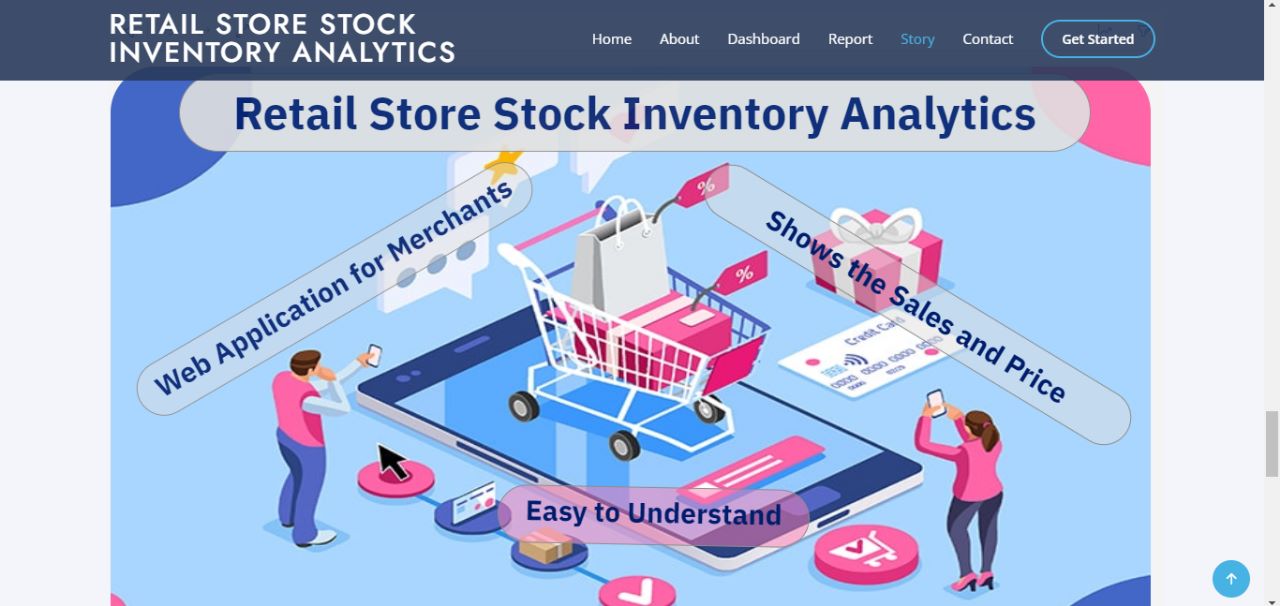 RETAIL STORE STOCK
INVENTORY ANALYTICS
Home About Dashboard Report Story Contact Get Started
Retail Store Stock Inventory Analytics
Web Application for Merchants
Shows the Sales and Price
Easy to Understand
%
%
Credit Card
0000 0000 0000 0000